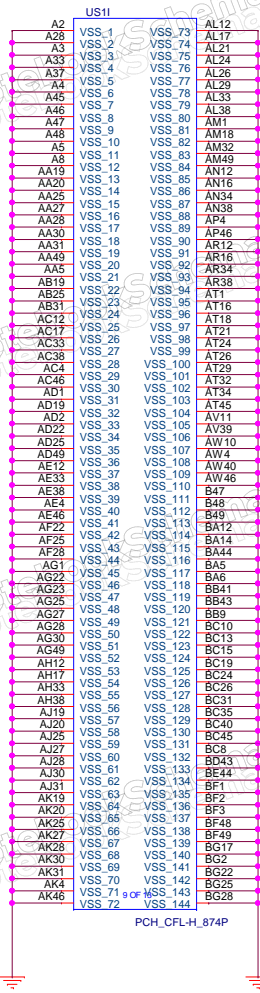 US1I
A2 VSS_1 VSS_73 AL12
A28 VSS_2 VSS_74 AL17
A3 VSS_3 VSS_75 AL21
A33 VSS_4 VSS_76 AL24
A37 VSS_5 VSS_77 AL26
A4 VSS_6 VSS_78 AL29
A45 VSS_7 VSS_79 AL33
A46 VSS_8 VSS_80 AL38
A47 VSS_9 VSS_81 AM1
A48 VSS_10 VSS_82 AM18
A5 VSS_11 VSS_83 AM32
A8 VSS_12 VSS_84 AM49
AA19 VSS_13 VSS_85 AN12
AA20 VSS_14 VSS_86 AN16
AA25 VSS_15 VSS_87 AN34
AA27 VSS_16 VSS_88 AN38
AA28 VSS_17 VSS_89 AP4
AA30 VSS_18 VSS_90 AP46
AA31 VSS_19 VSS_91 AR12
AA49 VSS_20 VSS_92 AR16
AA5 VSS_21 VSS_93 AR34
AB19 VSS_22 VSS_94 AR38
AB25 VSS_23 VSS_95 AT1
AB31 VSS_24 VSS_96 AT16
AC12 VSS_25 VSS_97 AT18
AC17 VSS_26 VSS_98 AT21
AC33 VSS_27 VSS_99 AT24
AC38 VSS_28 VSS_100 AT26
AC4 VSS_29 VSS_101 AT29
AC46 VSS_30 VSS_102 AT32
AD1 VSS_31 VSS_103 AT34
AD19 VSS_32 VSS_104 AT45
AD2 VSS_33 VSS_105 AV11
AD22 VSS_34 VSS_106 AV39
AD25 VSS_35 VSS_107 AW10
AD49 VSS_36 VSS_108 AW4
AE12 VSS_37 VSS_109 AW40
AE33 VSS_38 VSS_110 AW46
AE38 VSS_39 VSS_111 B47
AE4 VSS_40 VSS_112 B48
AE46 VSS_41 VSS_113 B49
AF22 VSS_42 VSS_114 BA12
AF25 VSS_43 VSS_115 BA14
AF28 VSS_44 VSS_116 BA44
AG1 VSS_45 VSS_117 BA5
AG22 VSS_46 VSS_118 BA6
AG23 VSS_47 VSS_119 BB41
AG25 VSS_48 VSS_120 BB43
AG27 VSS_49 VSS_121 BB9
AG28 VSS_50 VSS_122 BC10
AG30 VSS_51 VSS_123 BC13
AG49 VSS_52 VSS_124 BC15
AH12 VSS_53 VSS_125 BC19
AH17 VSS_54 VSS_126 BC24
AH33 VSS_55 VSS_127 BC26
AH38 VSS_56 VSS_128 BC31
AJ19 VSS_57 VSS_129 BC35
AJ20 VSS_58 VSS_130 BC40
AJ25 VSS_59 VSS_131 BC45
AJ27 VSS_60 VSS_132 BC8
AJ28 VSS_61 VSS_133 BD43
AJ30 VSS_62 VSS_134 BE44
AJ31 VSS_63 VSS_135 BF1
AK19 VSS_64 VSS_136 BF2
AK20 VSS_65 VSS_137 BF3
AK25 VSS_66 VSS_138 BF48
AK27 VSS_67 VSS_139 BF49
AK28 VSS_68 VSS_140 BG17
AK30 VSS_69 VSS_141 BG2
AK31 VSS_70 VSS_142 BG22
AK4 VSS_71 VSS_143 BG25
AK46 VSS_72 VSS_144 BG28
PCH_CFL-H_874P